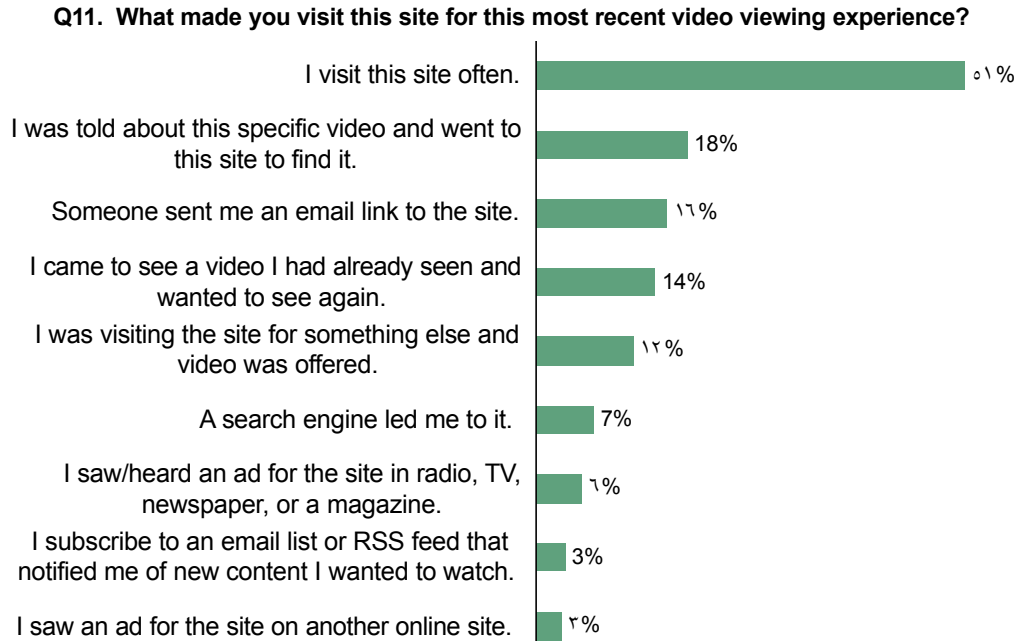 Q11.  What made you visit this site for this most recent video viewing experience?
I visit this site often.
٥١%
I was told about this specific video and went to
this site to find it.
18%
Someone sent me an email link to the site.
١٦%
I came to see a video I had already seen and
wanted to see again.
14%
I was visiting the site for something else and
video was offered.
١٢%
A search engine led me to it.
7%
I saw/heard an ad for the site in radio, TV,
newspaper, or a magazine.
٦%
I subscribe to an email list or RSS feed that
notified me of new content I wanted to watch.
3%
I saw an ad for the site on another online site.
٣%